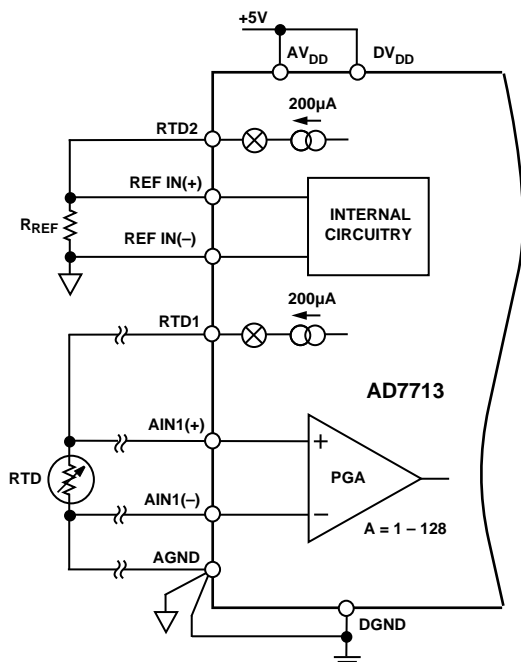 +5V
AVDD
DVDD
200µA
RTD2
REF IN(+)
INTERNAL
CIRCUITRY
RREF
REF IN(–)
200µA
RTD1
AD7713
AIN1(+)
+
RTD
PGA
AIN1(–)
–
A = 1 – 128
AGND
DGND